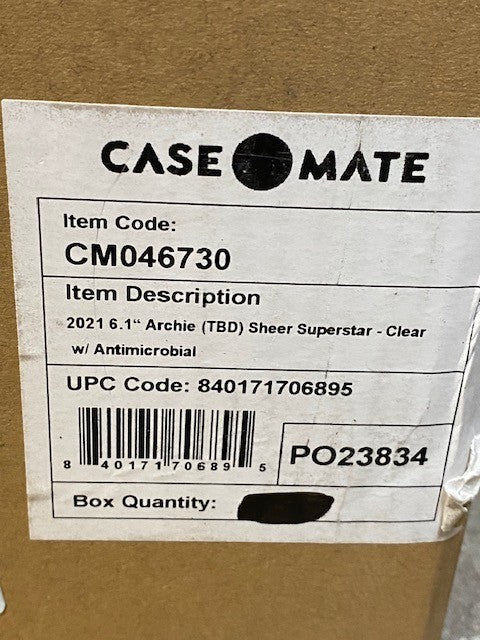 CASE MATE
Item Code:
CM046730
Item Description
2021 6.1" Archie (TBD) Sheer Superstar - Clear
w/ Antimicrobial
UPC Code: 840171706895
8 40171 70689 5
PO23834
Box Quantity: